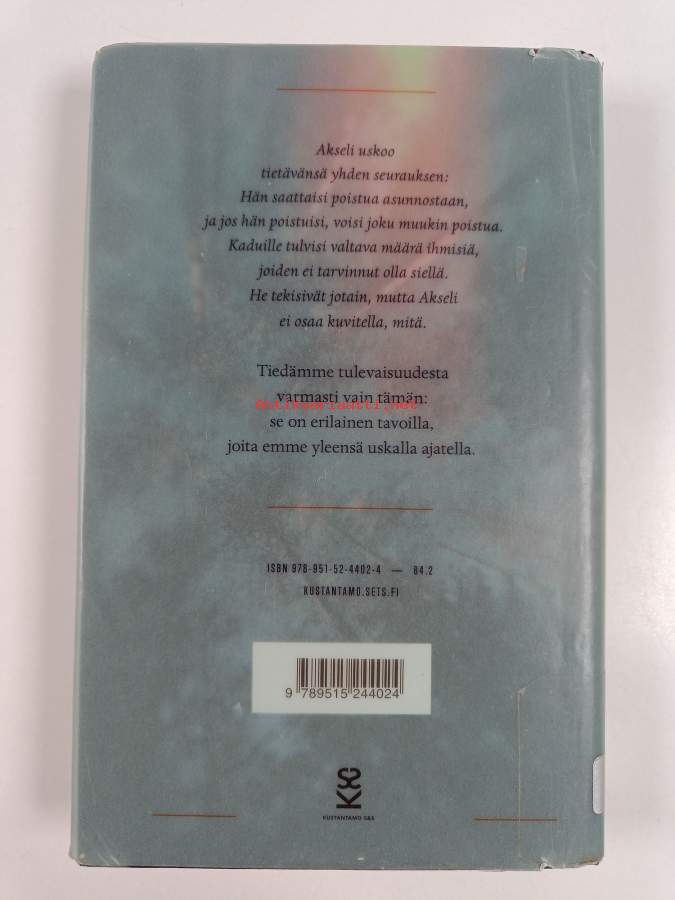 Akseli uskoo
tietävänsä yhden seurauksen:
Hän saattaisi poistua asunnostaan,
ja jos hän poistuisi, voisi joku muukin poistua.
Kaduille tulvisi valtava määrä ihmisiä,
joiden ei tarvinnut olla siellä.
He tekisivät jotain, mutta Akseli
ei osaa kuvitella, mitä.
Tiedämme tulevaisuudesta
varmasti vain tämän:
antikvariaatti.net
se on erilainen tavoilla,
joita emme yleensä uskalla ajatella.
ISBN 978-951-52-4402-4 — 84.2
KUSTANTAMO.SETS.FI
9 789515 244024
K&S
KUSTANTAMO S&S